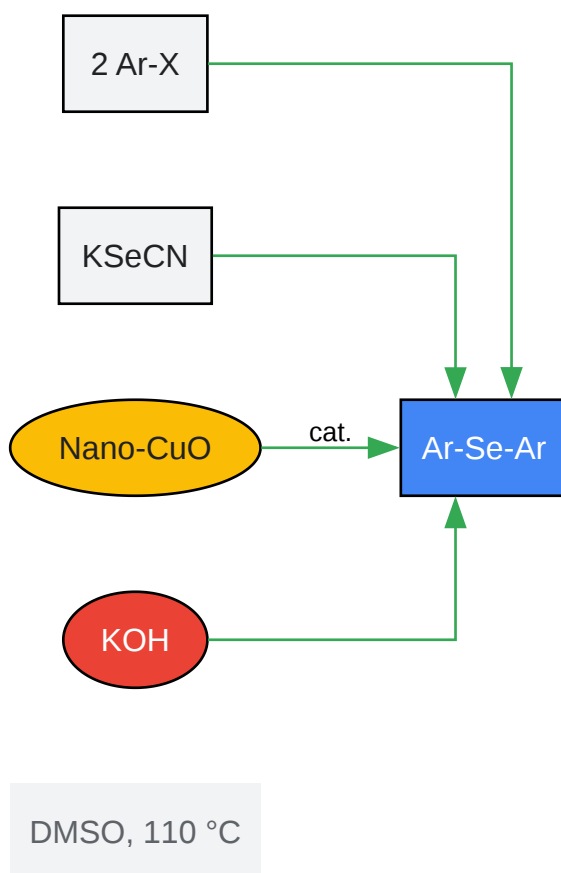 2 Ar-X
KSeCN
Nano-CuO
cat.
Ar-Se-Ar
KOH
DMSO, 110 °C